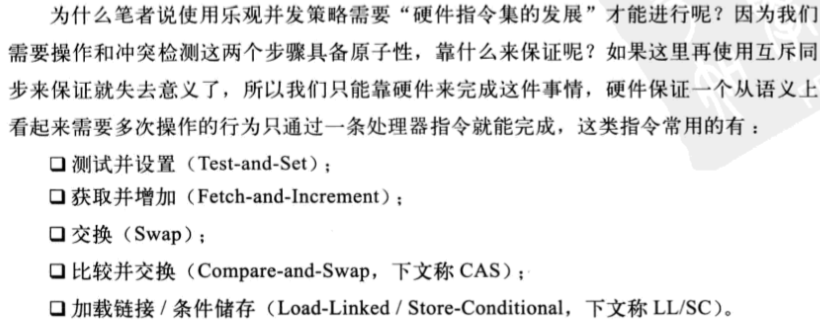 为什么笔者说使用乐观并发策略需要“硬件指令集的发展”才能进行呢？因为我们
需要操作和冲突检测这两个步骤具备原子性，靠什么来保证呢？如果这里再使用互斥同
步来保证就失去意义了，所以我们只能靠硬件来完成这件事情，硬件保证一个从语义上
看起来需要多次操作的行为只通过一条处理器指令就能完成，这类指令常用的有：
❑ 测试并设置（Test-and-Set）；
❑ 获取并增加（Fetch-and-Increment）；
❑ 交换（Swap）；
❑ 比较并交换（Compare-and-Swap，下文称 CAS）；
❑ 加载链接 / 条件储存（Load-Linked / Store-Conditional，下文称 LL/SC）。